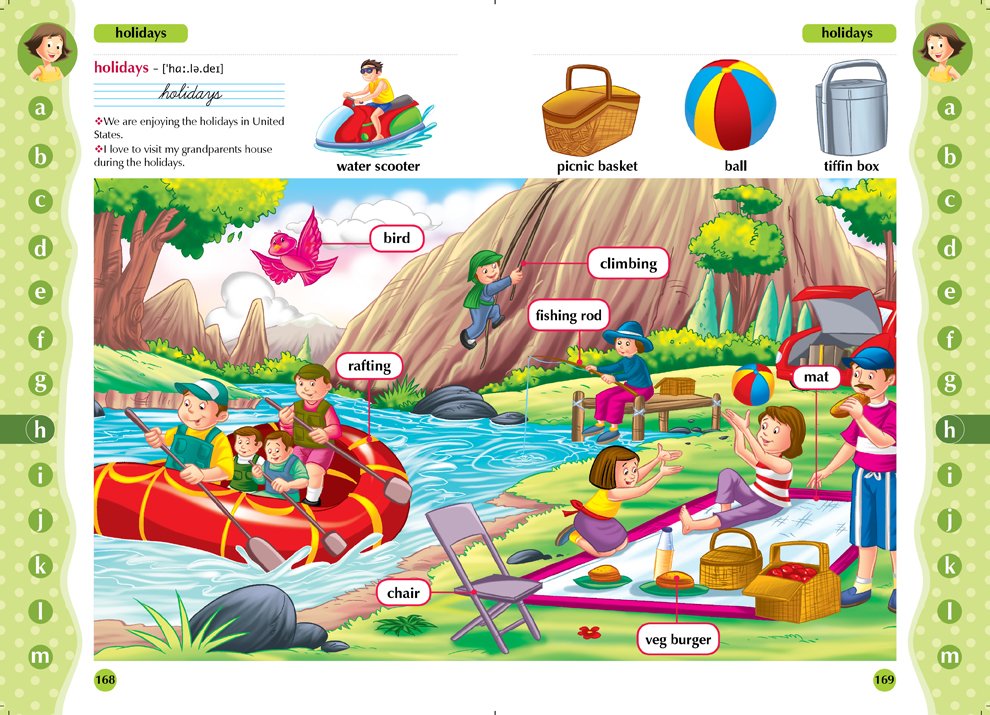 holidays
holidays
holidays – ['hɑː.lə.deɪ]
holidays
❖We are enjoying the holidays in United
States.
❖I love to visit my grandparents house
during the holidays.
water scooter
picnic basket
ball
tiffin box
a
b
c
d
e
f
g
h
i
j
k
l
m
bird
climbing
fishing rod
rafting
mat
chair
veg burger
a
b
c
d
e
f
g
h
i
j
k
l
m
168
169